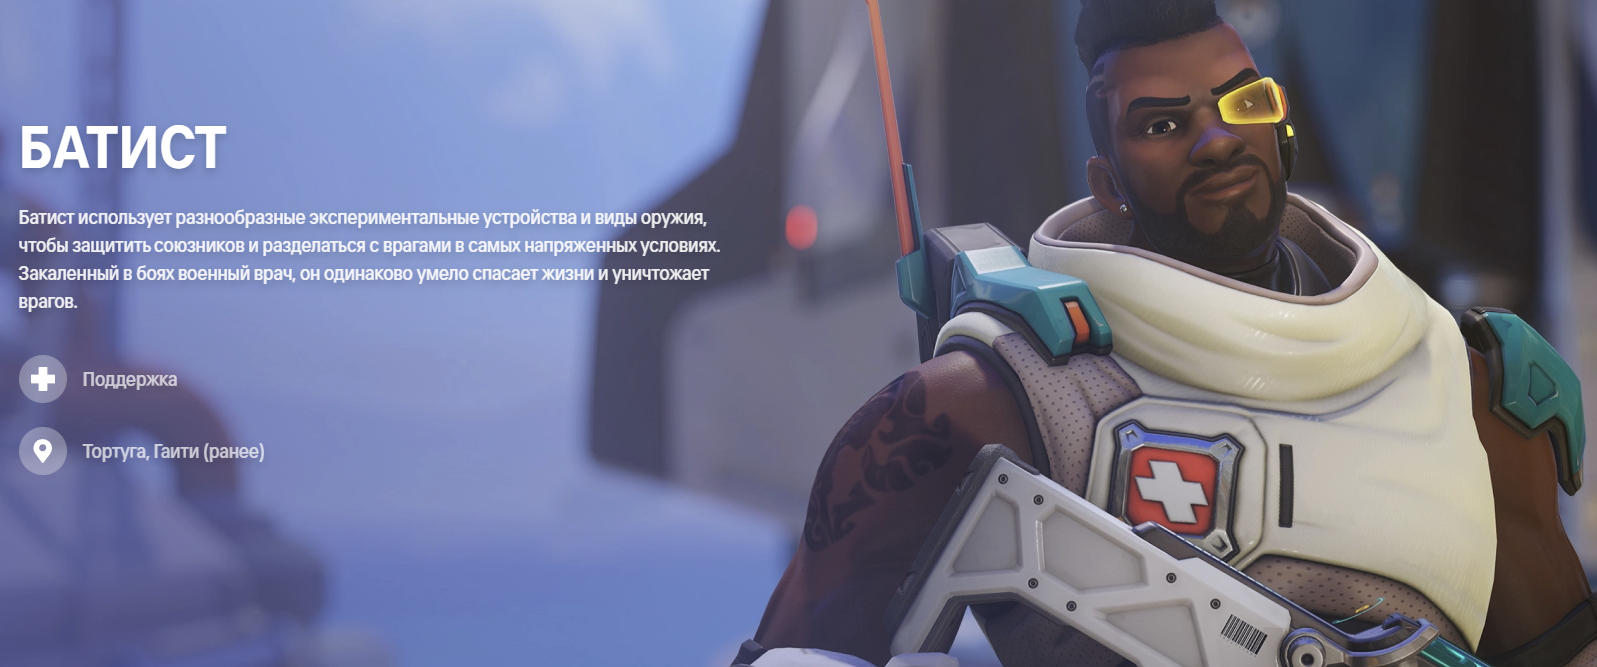 БАТИСТ
Батист использует разнообразные экспериментальные устройства и виды оружия,
чтобы защитить союзников и разделаться с врагами в самых напряженных условиях.
Закаленный в боях военный врач, он одинаково умело спасает жизни и уничтожает
врагов.
Поддержка
Тортуга, Гаити (ранее)